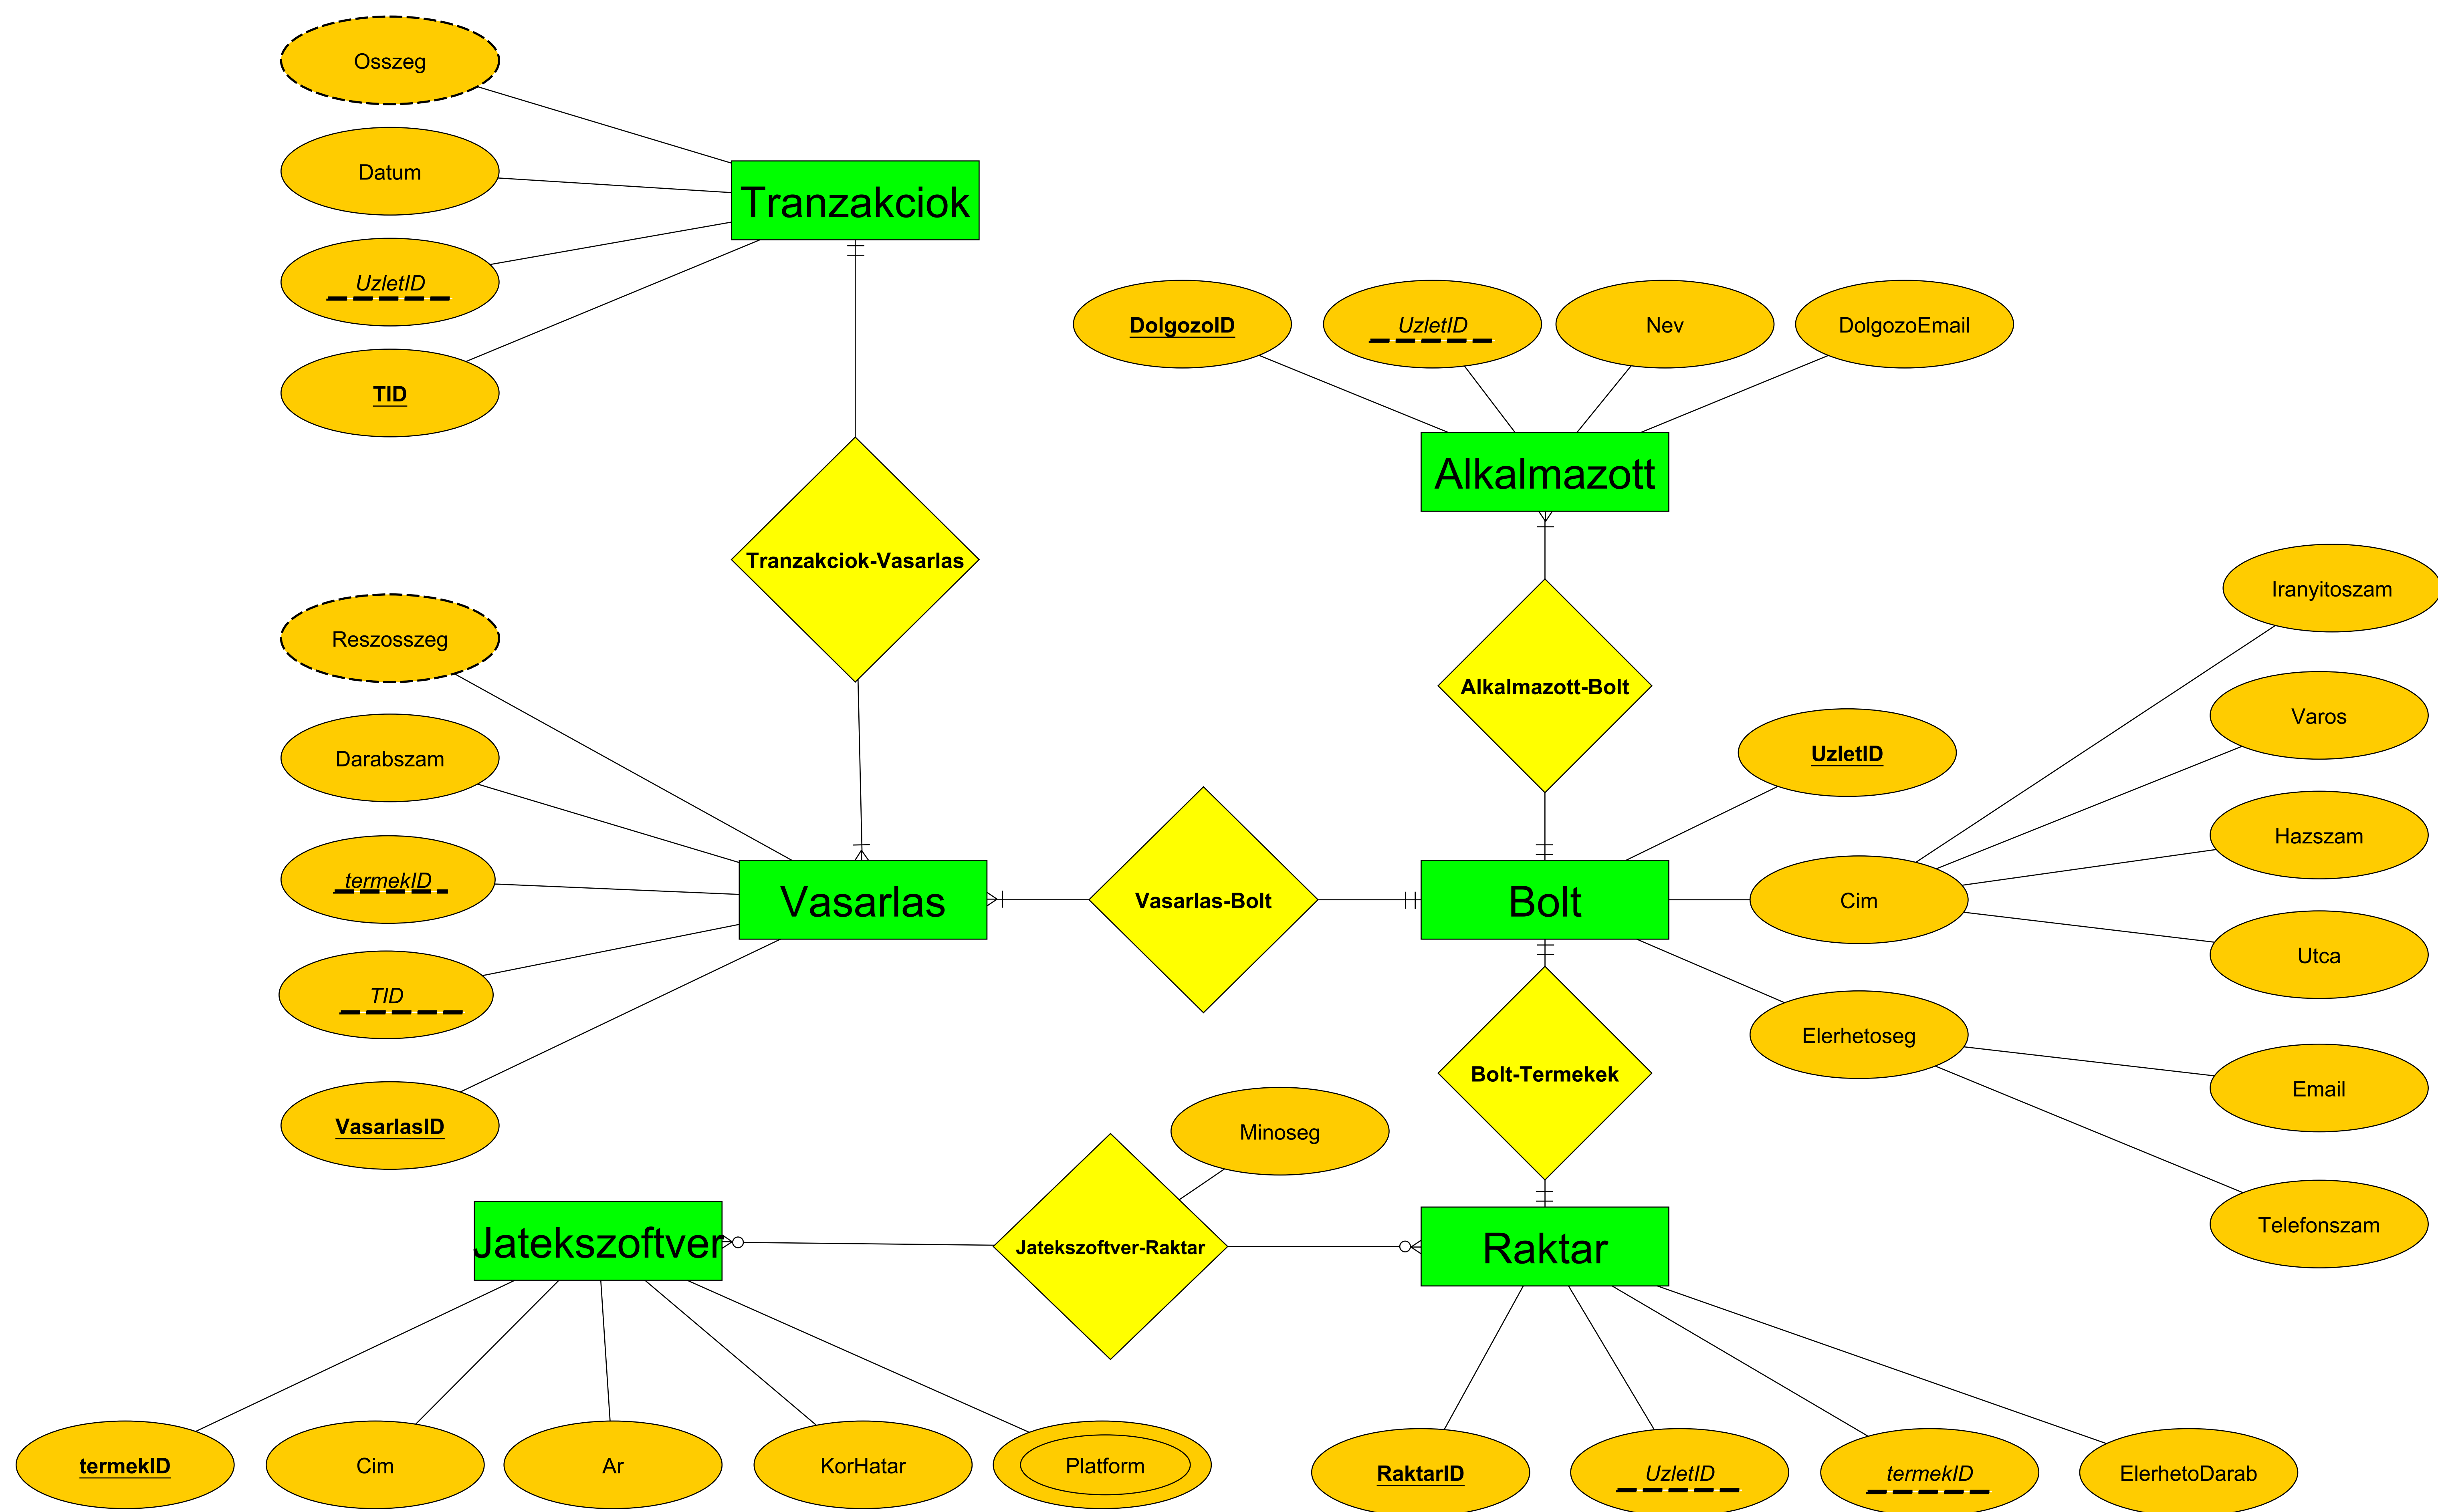 Osszeg
Datum
UzletID
TID
Tranzakciok
Tranzakciok-Vasarlas
DolgozoID
UzletID
Nev
DolgozoEmail
Alkalmazott
Alkalmazott-Bolt
Reszosszeg
Darabszam
termekID
TID
VasarlasID
Vasarlas
Vasarlas-Bolt
Bolt
UzletID
Cim
Iranyitoszam
Varos
Hazszam
Utca
Elerhetoseg
Email
Telefonszam
Bolt-Termekek
Minoseg
Jatekszoftver
Jatekszoftver-Raktar
Raktar
termekID
Cim
Ar
KorHatar
Platform
RaktarID
UzletID
termekID
ElerhetoDarab